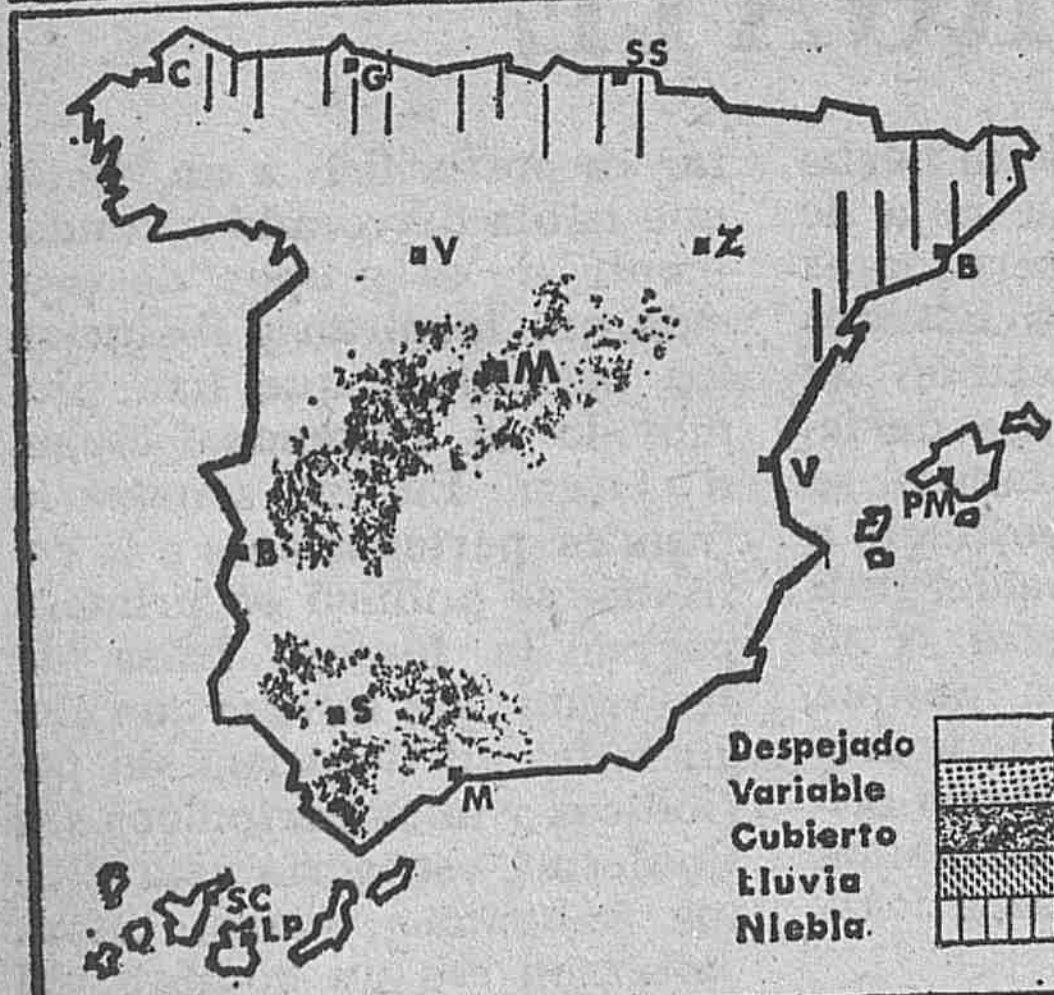 C
G
SS
V
Z
B
M
V
PM
B
S
M
SC
LP
Despejado
Variable
Cubierto
Lluvia
Niebla.